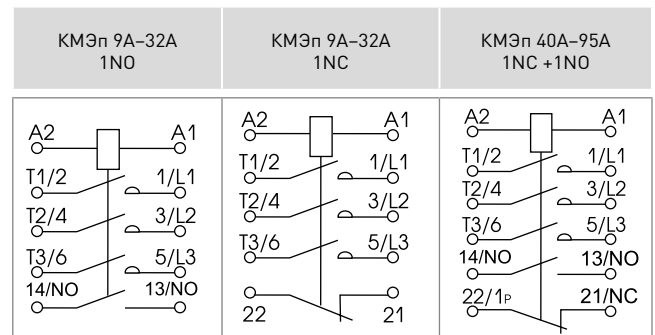 КМЭп 9А–32А
1NO
КМЭп 9А–32А
1NC
КМЭп 40А–95А
1NC +1NO
A2 A1
T1/2 1/L1
T2/4 3/L2
T3/6 5/L3
14/NO 13/NO
A2 A1
T1/2 1/L1
T2/4 3/L2
T3/6 5/L3
22 21
A2 A1
T1/2 1/L1
T2/4 3/L2
T3/6 5/L3
14/NO 13/NO
22/1P 21/NC